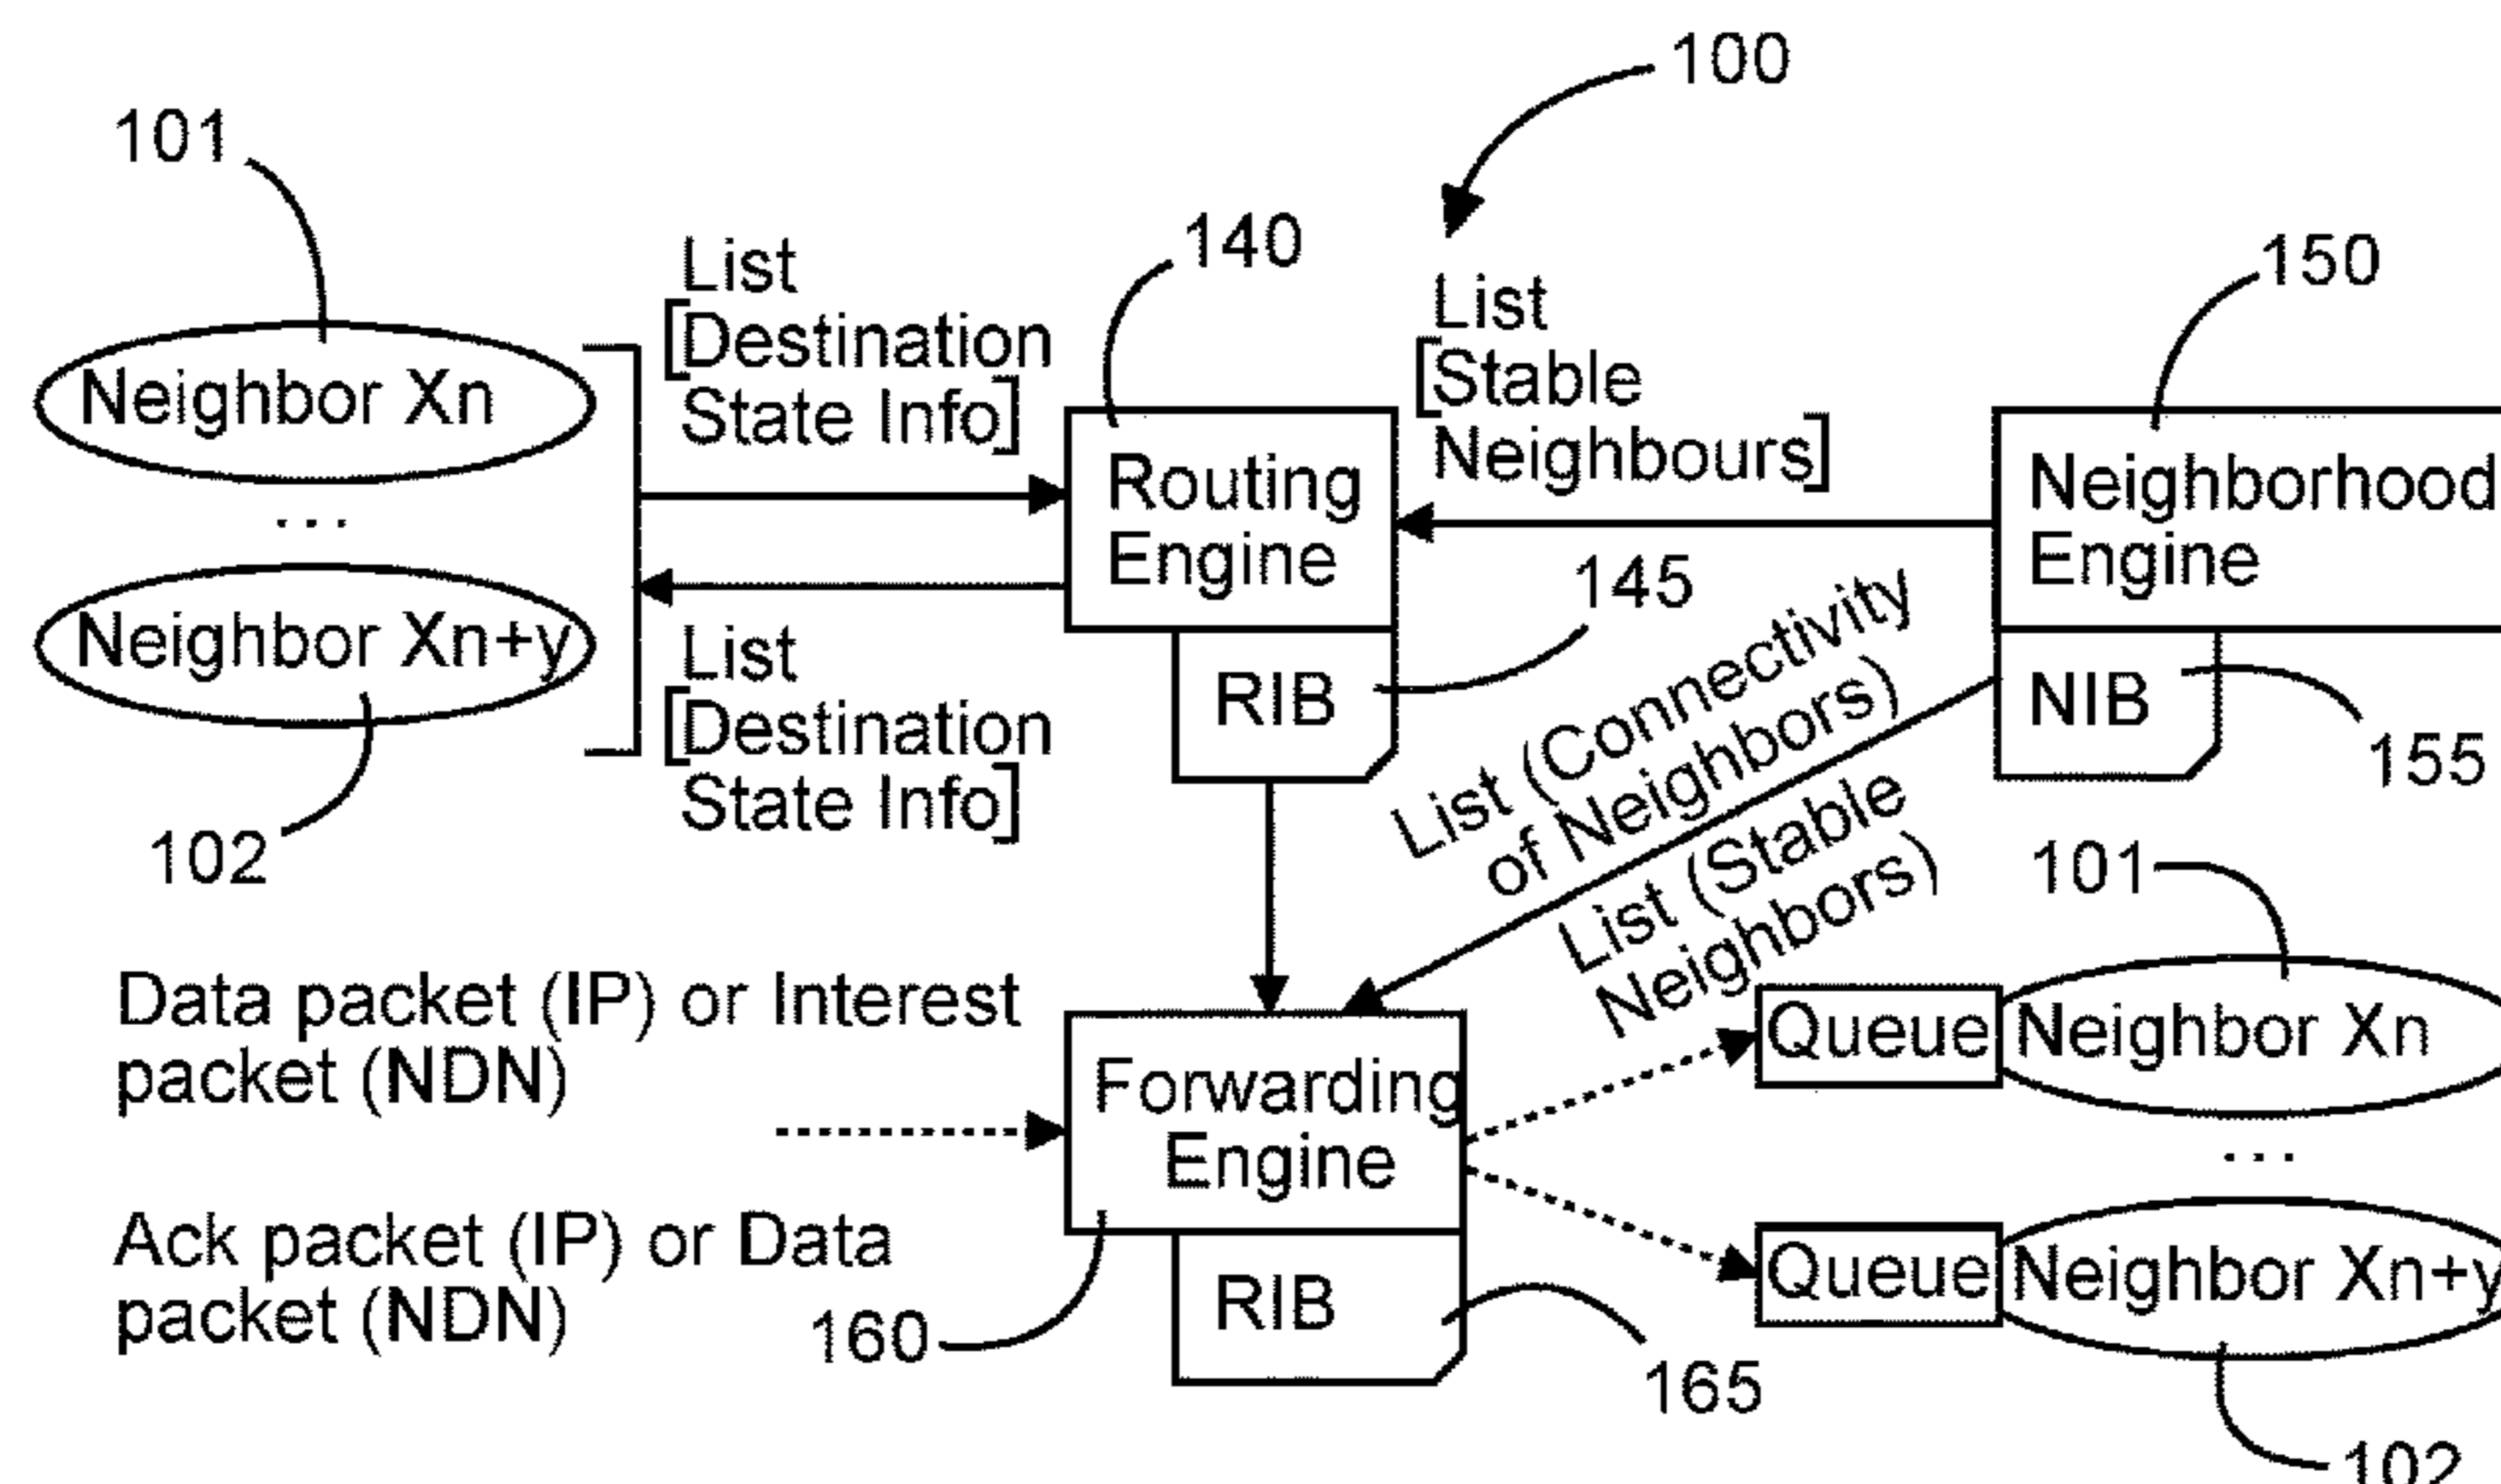 100
101
140
150
List
[Destination
State Info]
List
[Stable
Neighbours]
Neighbor Xn
...
Neighbor Xn+y
102
Routing
Engine
RIB
145
List
[Destination
State Info]
Neighborhood
Engine
NIB
155
List (Connectivity
of Neighbors)
List (Stable
Neighbors)
Data packet (IP) or Interest
packet (NDN)
Ack packet (IP) or Data
packet (NDN)
160
Forwarding
Engine
RIB
165
101
Queue Neighbor Xn
...
Queue Neighbor Xn+y
102